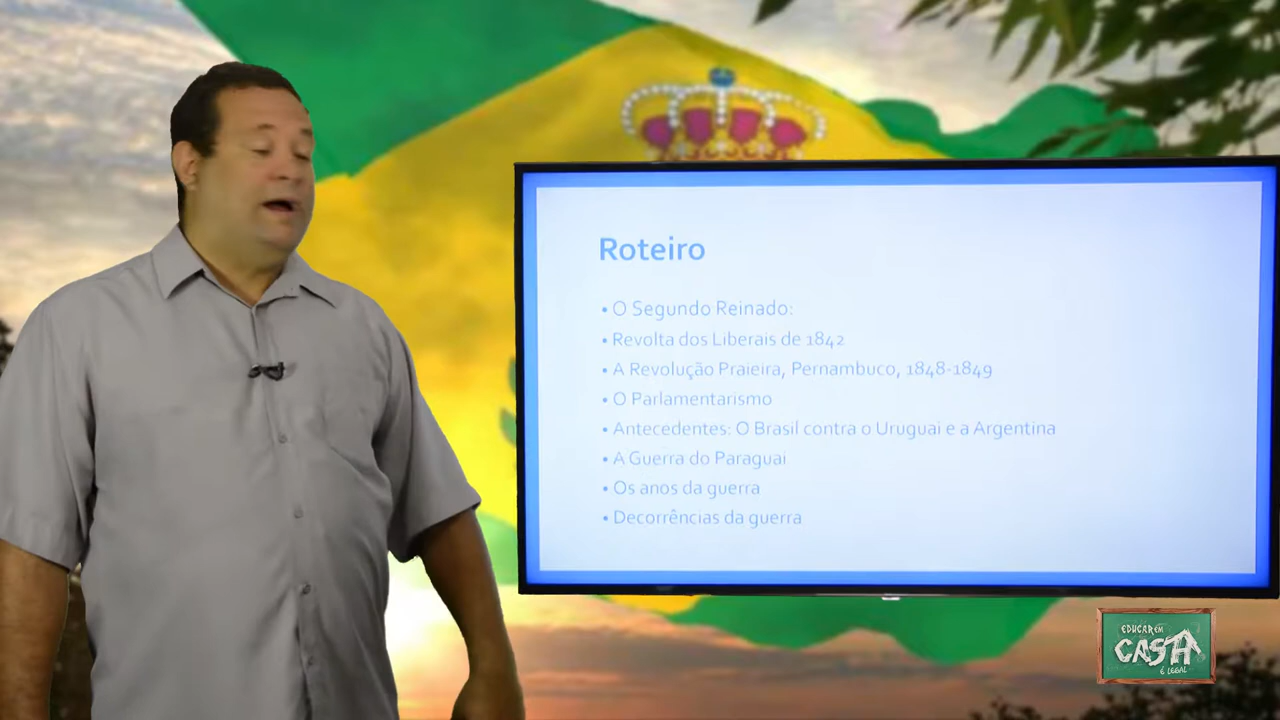 Roteiro
• O Segundo Reinado:
• Revolta dos Liberais de 1842
• A Revolução Praieira, Pernambuco, 1848-1849
• O Parlamentarismo
• Antecedentes: O Brasil contra o Uruguai e a Argentina
• A Guerra do Paraguai
• Os anos da guerra
• Decorrências da guerra
EDUCAR EM
CASA
É LEGAL